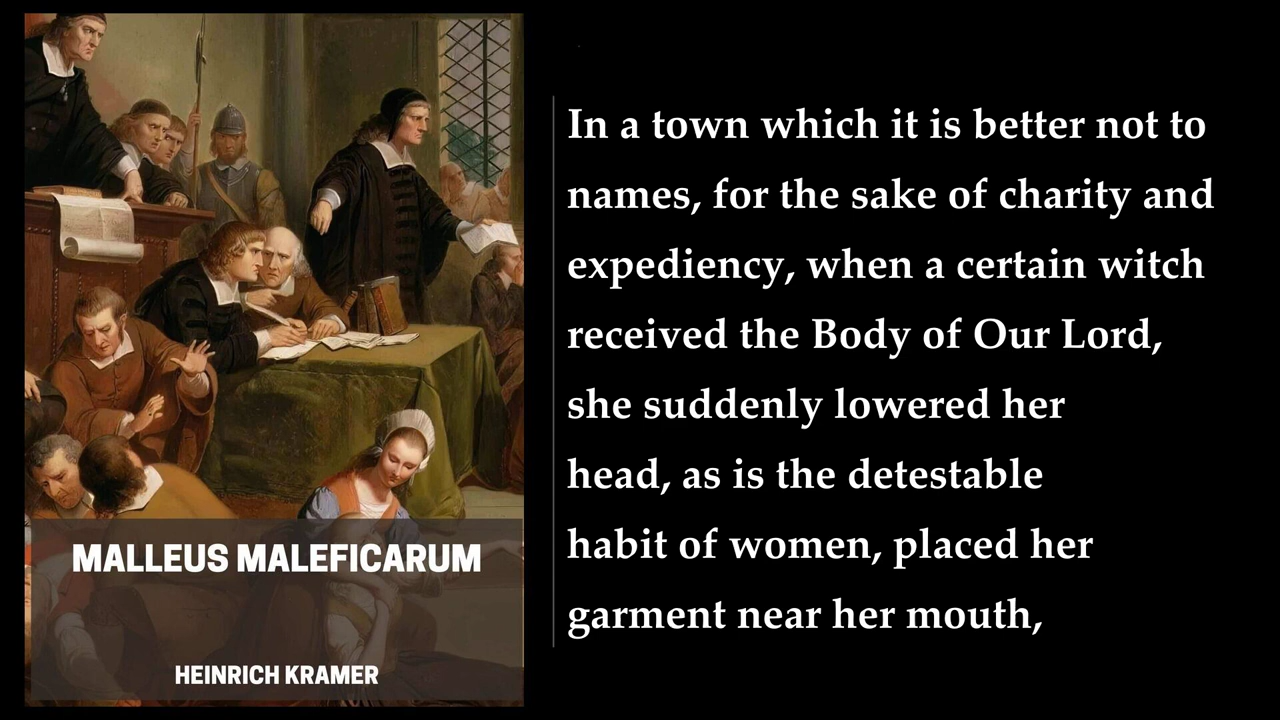 MALLEUS MALEFICARUM
HEINRICH KRAMER
In a town which it is better not to
names, for the sake of charity and
expediency, when a certain witch
received the Body of Our Lord,
she suddenly lowered her
head, as is the detestable
habit of women, placed her
garment near her mouth,